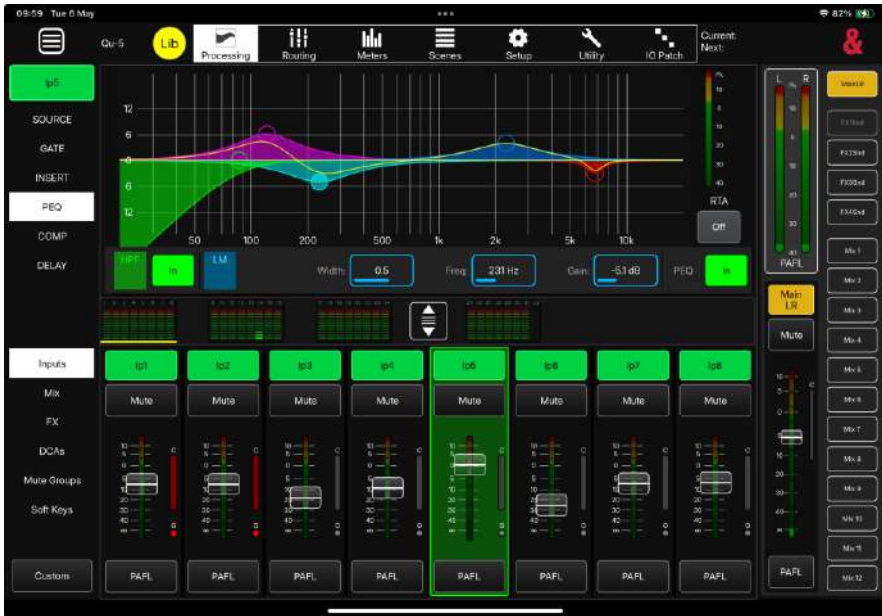 09:59 Tue 6 May
82%
Qu-5
Lib
Processing
Routing
Meters
Scenes
Setup
Utility
IO Patch
Current:
Next:
&
Ip5
SOURCE
GATE
INSERT
PEQ
COMP
DELAY
12
6
0
6
12
50 100 200 500 1k 2k 5k 10k
RTA
Off
HPF
In
LM
Width: 0.5
Freq: 231 Hz
Gain: -5.1 dB
PEQ
In
L R
PAFL
Main
LR
Mute
PAFL
MainLR
FX1Snd
FX2Snd
FX3Snd
FX4Snd
Mix 1
Mix 2
Mix 3
Mix 4
Mix 5
Mix 6
Mix 7
Mix 8
Mix 9
Mix 10
Mix 11
Mix 12
Inputs
Mix
FX
DCAs
Mute Groups
Soft Keys
Custom
Ip1 Ip2 Ip3 Ip4 Ip5 Ip6 Ip7 Ip8
Mute Mute Mute Mute Mute Mute Mute Mute
PAFL PAFL PAFL PAFL PAFL PAFL PAFL PAFL